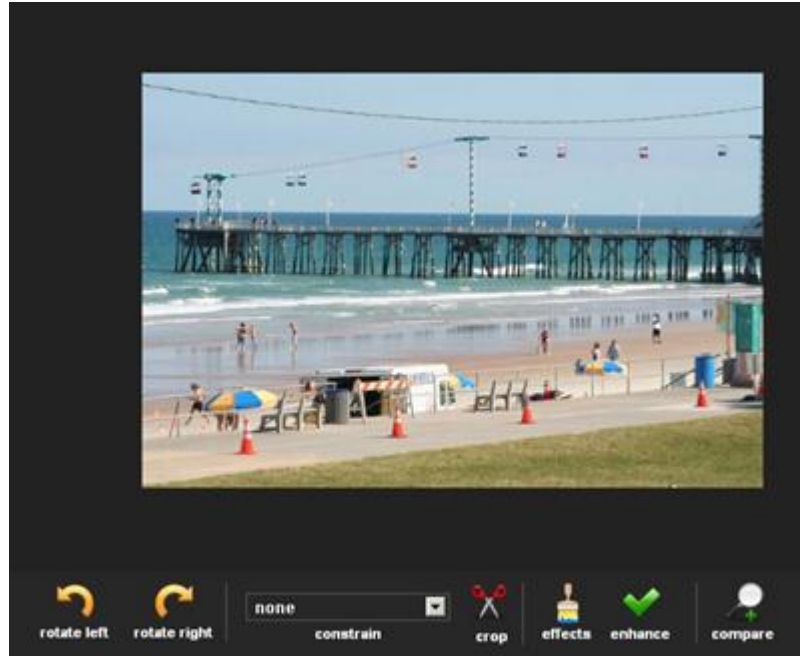 none
constrain
rotate left
rotate right
crop
effects
enhance
compare